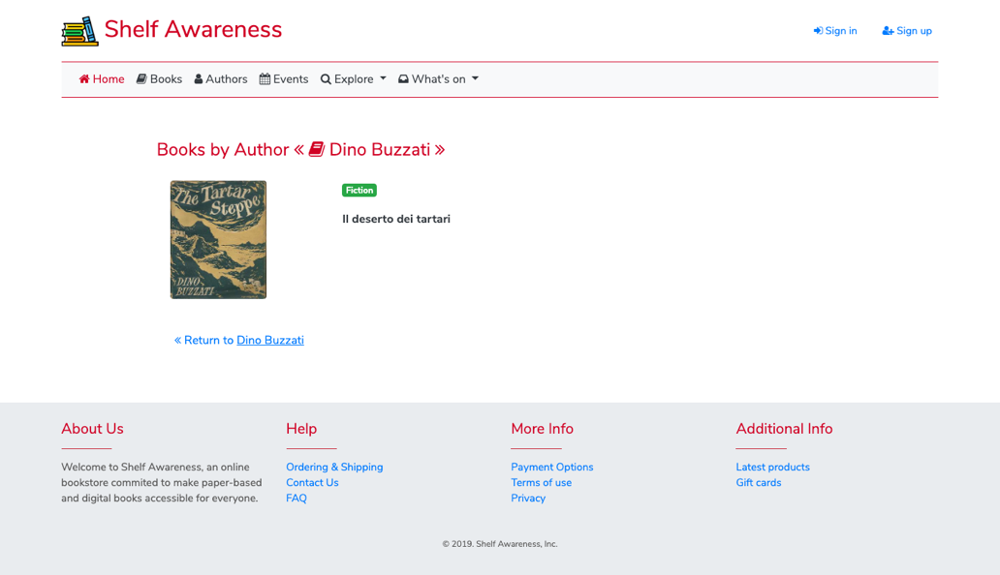 Shelf Awareness
Sign in Sign up
Home Books Authors Events Explore What's on
Books by Author « Dino Buzzati »
The Tartar
Steppe
DINO
BUZZATI
Fiction
Il deserto dei tartari
« Return to Dino Buzzati
About Us
Welcome to Shelf Awareness, an online
bookstore commited to make paper-based
and digital books accessible for everyone.
Help
Ordering & Shipping
Contact Us
FAQ
More Info
Payment Options
Terms of use
Privacy
Additional Info
Latest products
Gift cards
© 2019. Shelf Awareness, Inc.